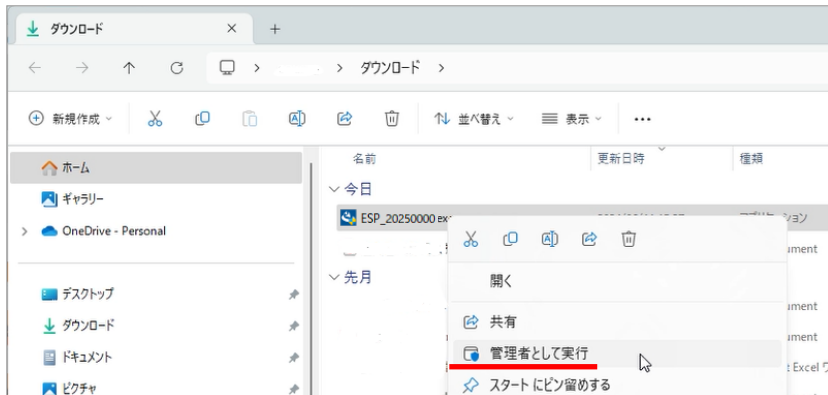 ダウンロード
ダウンロード
新規作成
並べ替え
表示
名前
更新日時
種類
ホーム
今日
ギャラリー
ESP_20250000
OneDrive - Personal
開く
先月
デスクトップ
共有
ダウンロード
管理者として実行
ドキュメント
Excel
スタート にピン留めする
ピクチャ